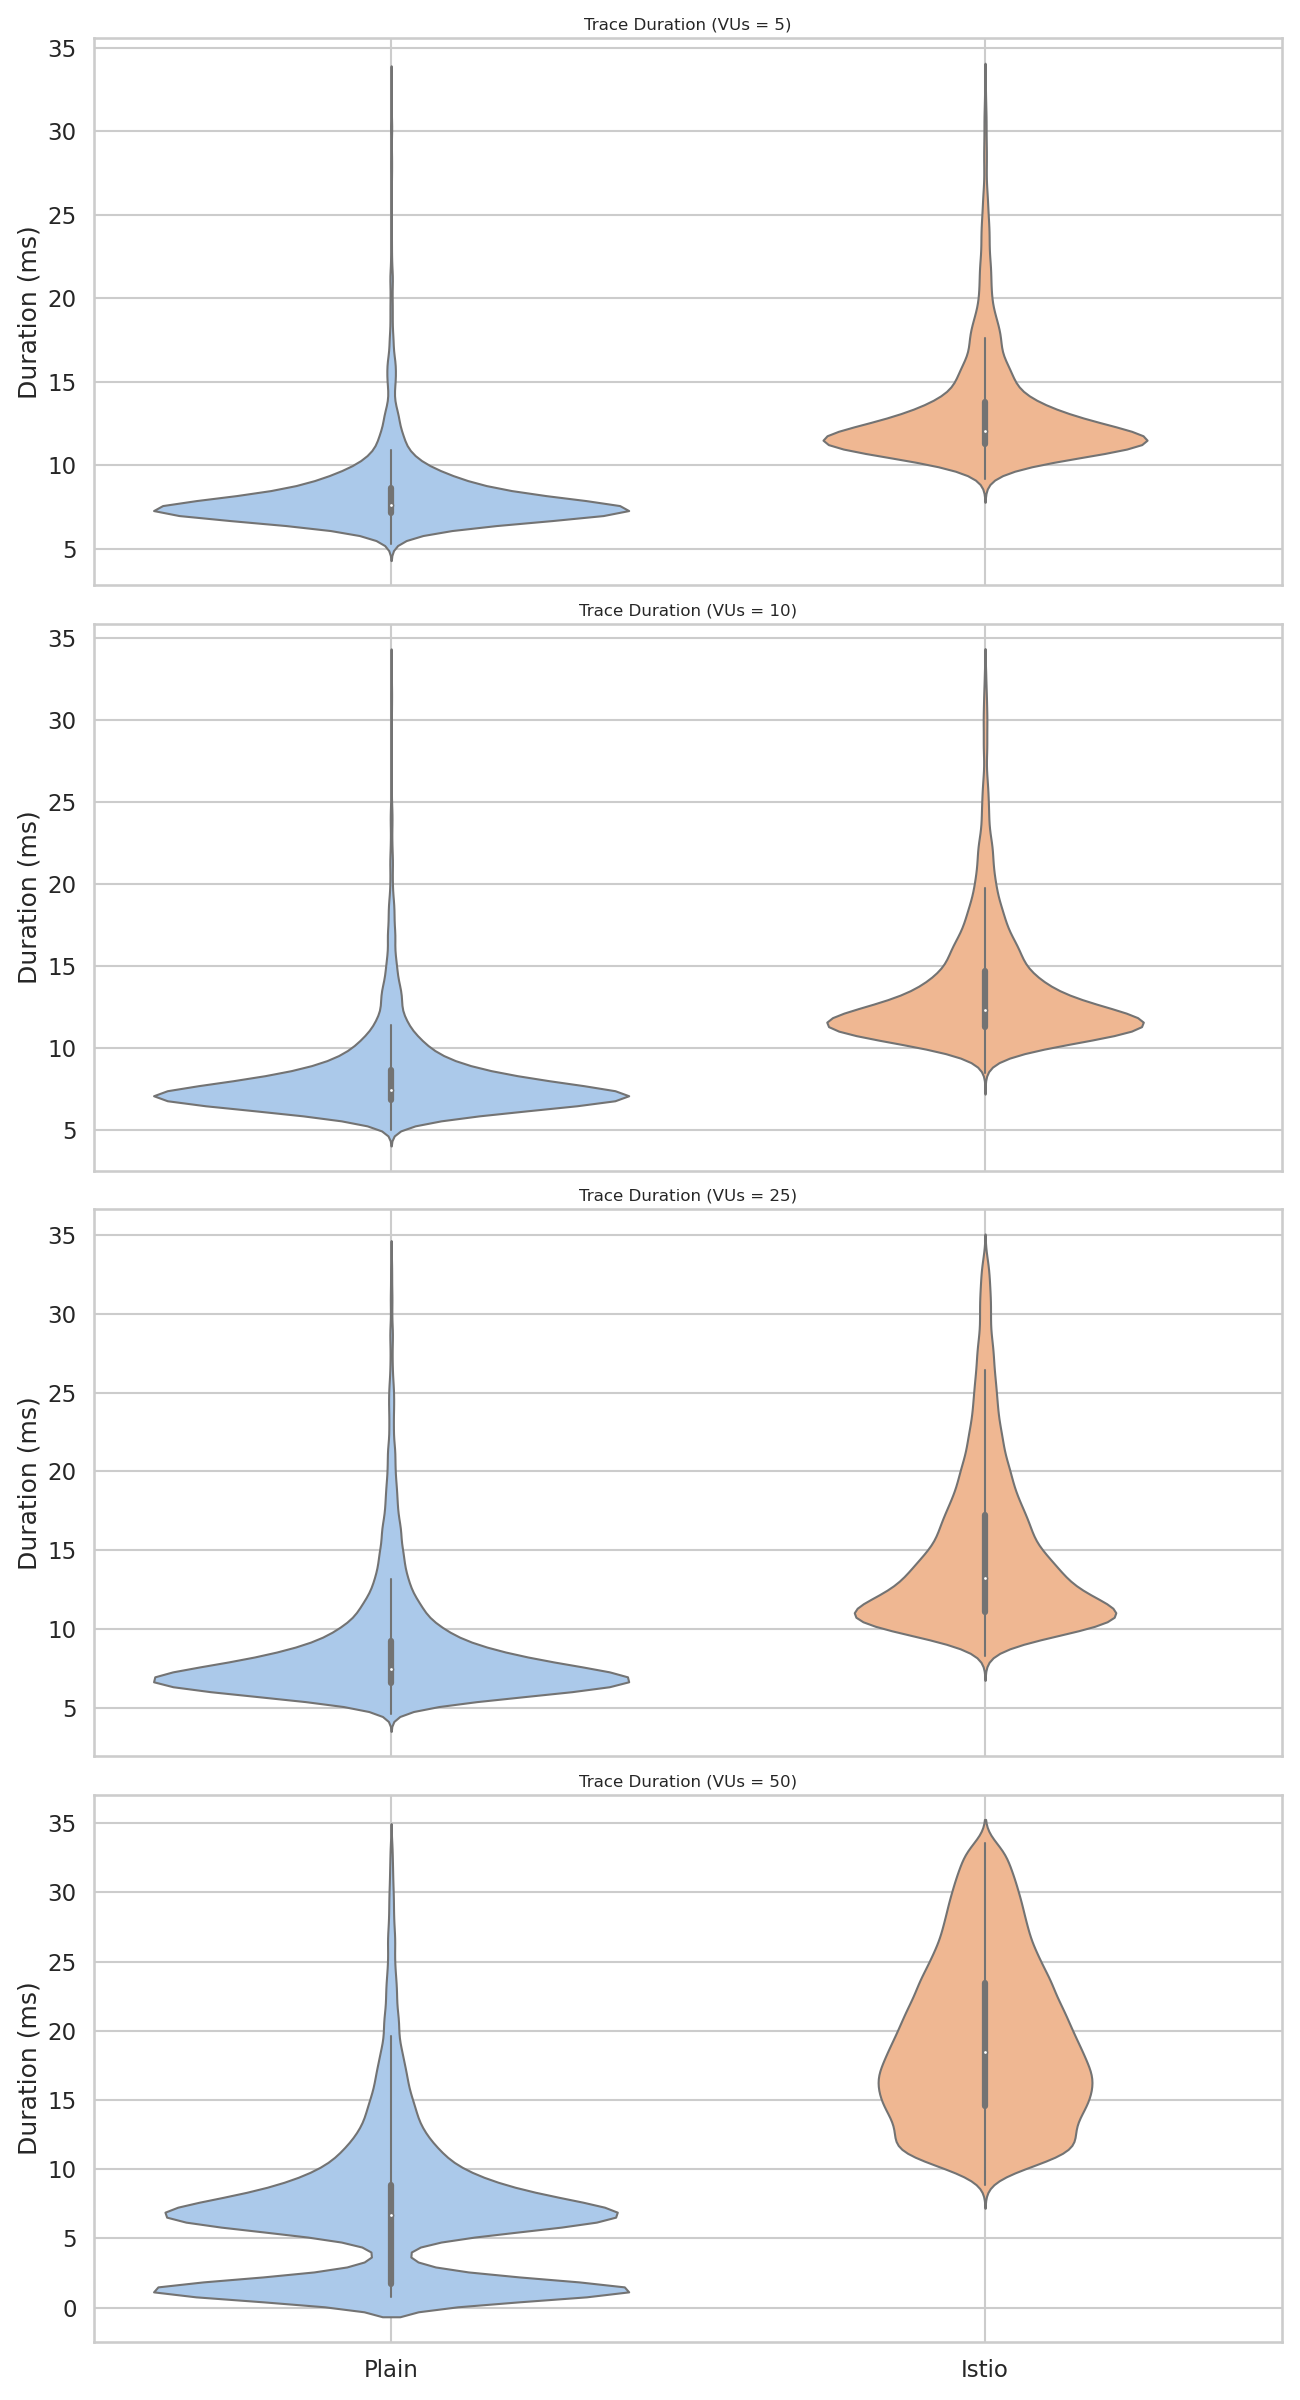 Trace Duration (VUs = 5)
35
30
25
20
15
10
5
Duration (ms)
Trace Duration (VUs = 10)
35
30
25
20
15
10
5
Duration (ms)
Trace Duration (VUs = 25)
35
30
25
20
15
10
5
Duration (ms)
Trace Duration (VUs = 50)
35
30
25
20
15
10
5
0
Duration (ms)
Plain
Istio